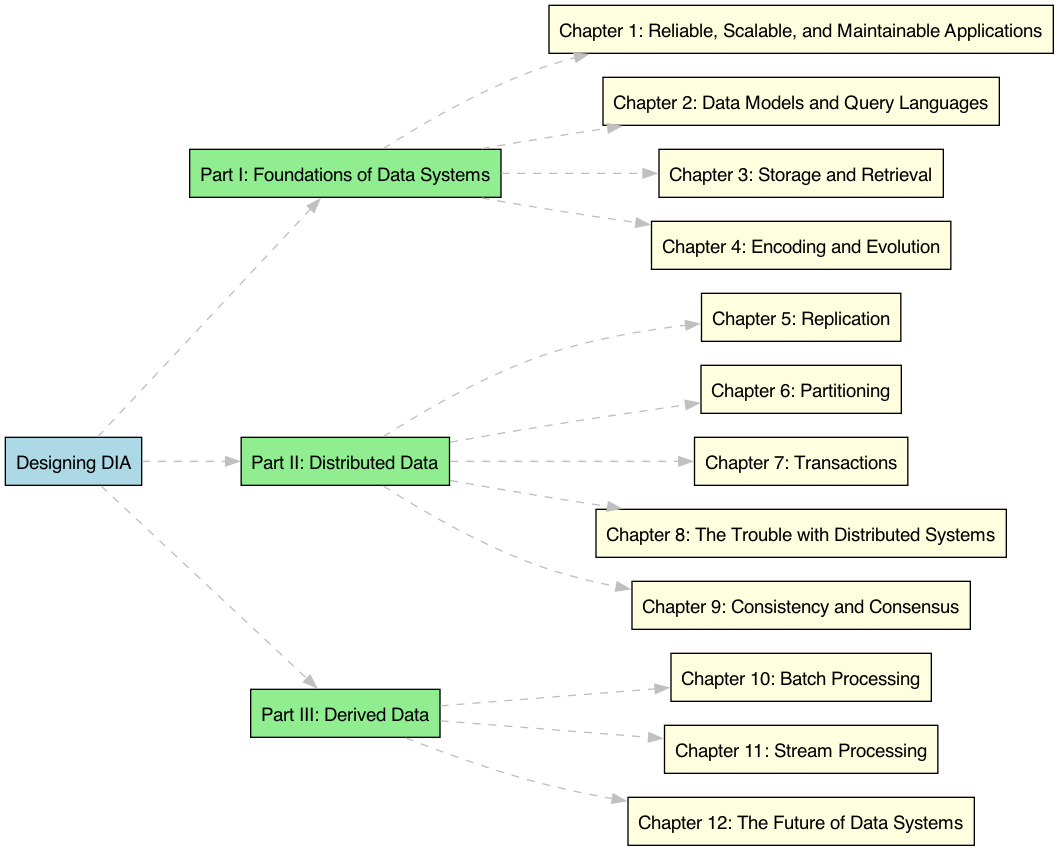 Designing DIA
Part I: Foundations of Data Systems
Chapter 1: Reliable, Scalable, and Maintainable Applications
Chapter 2: Data Models and Query Languages
Chapter 3: Storage and Retrieval
Chapter 4: Encoding and Evolution
Part II: Distributed Data
Chapter 5: Replication
Chapter 6: Partitioning
Chapter 7: Transactions
Chapter 8: The Trouble with Distributed Systems
Chapter 9: Consistency and Consensus
Part III: Derived Data
Chapter 10: Batch Processing
Chapter 11: Stream Processing
Chapter 12: The Future of Data Systems